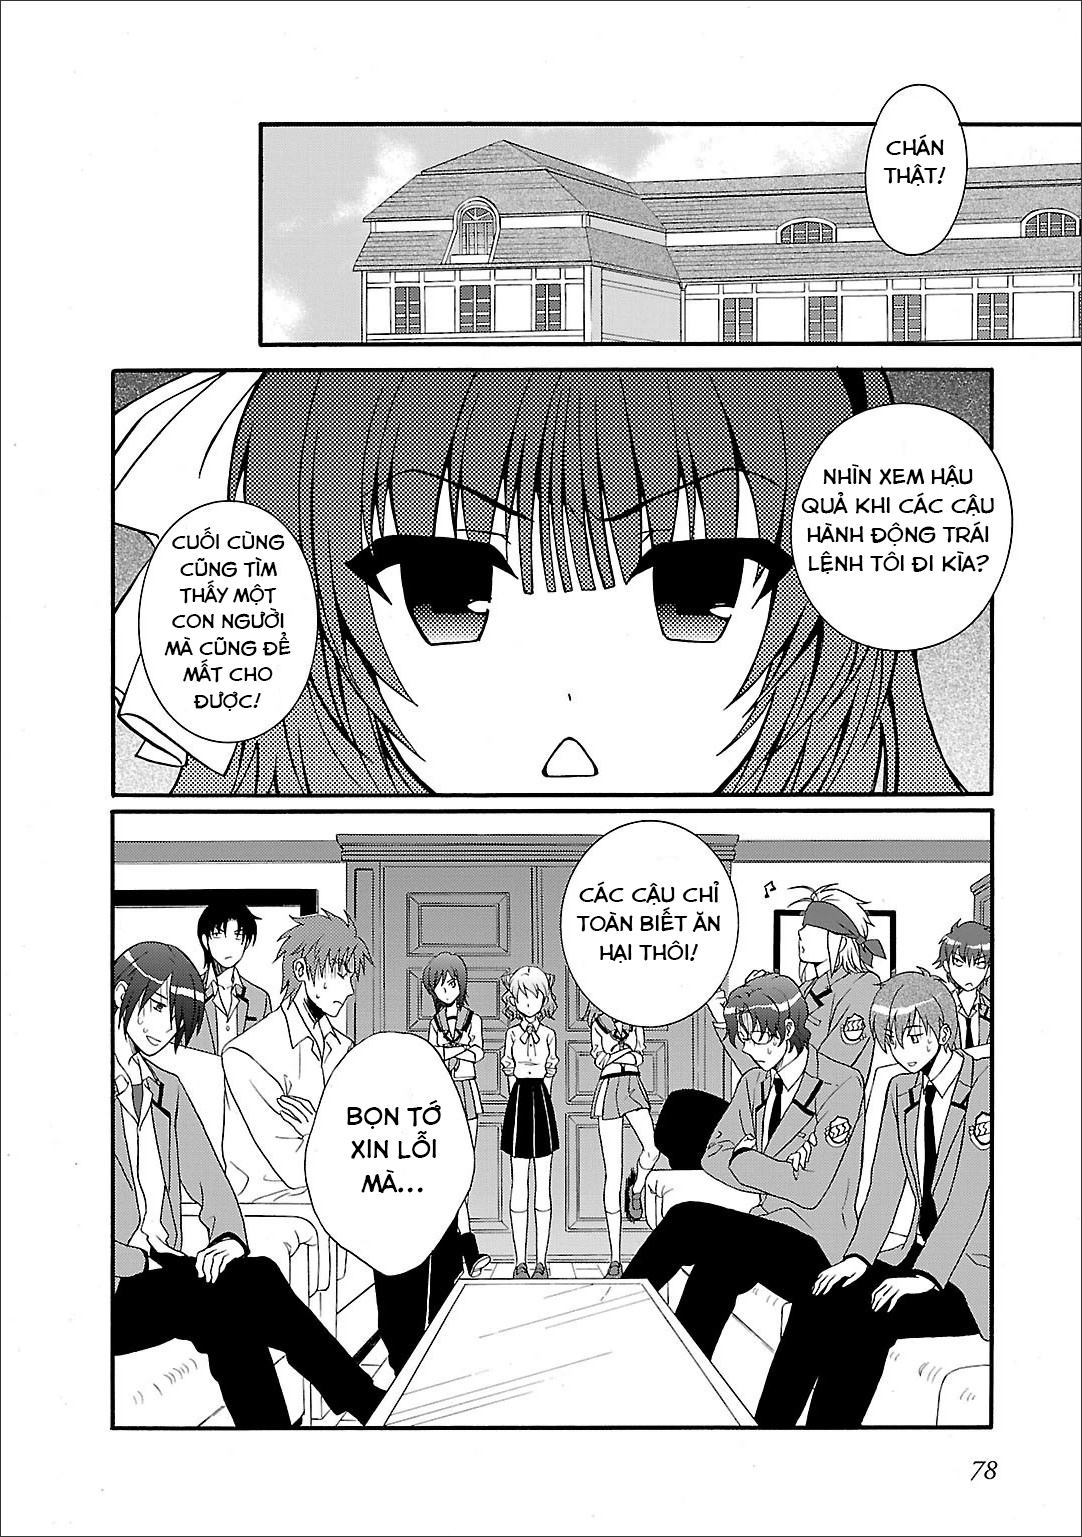 CHÁN
THẬT!
NHÌN XEM HẬU
QUẢ KHI CÁC CẬU
HÀNH ĐỘNG TRÁI
LỆNH TÔI ĐI KÌA?
CUỐI CÙNG
CŨNG TÌM
THẤY MỘT
CON NGƯỜI
MÀ CŨNG ĐỂ
MẤT CHO
ĐƯỢC!
CÁC CẬU CHỈ
TOÀN BIẾT ĂN
HẠI THÔI!
BỌN TỚ
XIN LỖI
MÀ...
78